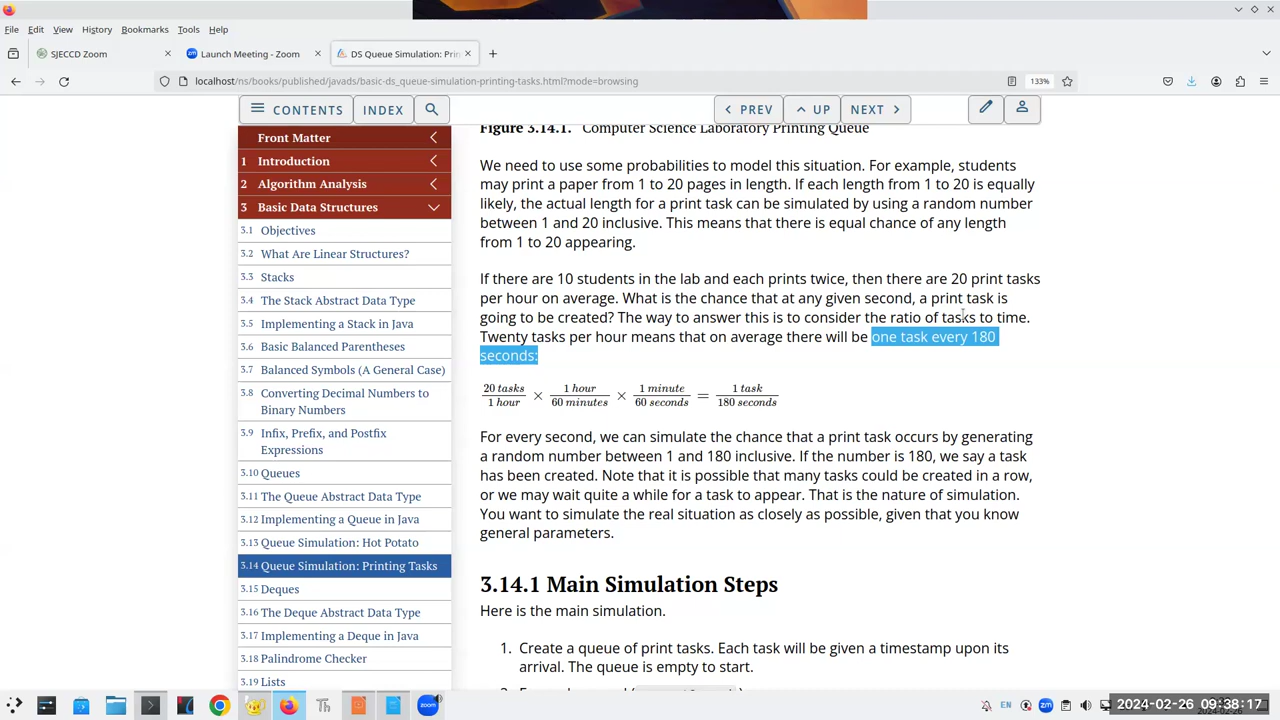 File Edit View History Bookmarks Tools Help
SJECCD Zoom
Launch Meeting - Zoom
DS Queue Simulation: Prin
localhost/ns/books/published/javads/basic-ds_queue-simulation-printing-tasks.html?mode=browsing
133%
CONTENTS INDEX
PREV UP NEXT
Front Matter
1 Introduction
2 Algorithm Analysis
3 Basic Data Structures
3.1 Objectives
3.2 What Are Linear Structures?
3.3 Stacks
3.4 The Stack Abstract Data Type
3.5 Implementing a Stack in Java
3.6 Basic Balanced Parentheses
3.7 Balanced Symbols (A General Case)
3.8 Converting Decimal Numbers to
Binary Numbers
3.9 Infix, Prefix, and Postfix
Expressions
3.10 Queues
3.11 The Queue Abstract Data Type
3.12 Implementing a Queue in Java
3.13 Queue Simulation: Hot Potato
3.14 Queue Simulation: Printing Tasks
3.15 Deques
3.16 The Deque Abstract Data Type
3.17 Implementing a Deque in Java
3.18 Palindrome Checker
3.19 Lists
Figure 3.14.1. Computer Science Laboratory Printing Queue
We need to use some probabilities to model this situation. For example, students
may print a paper from 1 to 20 pages in length. If each length from 1 to 20 is equally
likely, the actual length for a print task can be simulated by using a random number
between 1 and 20 inclusive. This means that there is equal chance of any length
from 1 to 20 appearing.
If there are 10 students in the lab and each prints twice, then there are 20 print tasks
per hour on average. What is the chance that at any given second, a print task is
going to be created? The way to answer this is to consider the ratio of tasks to time.
Twenty tasks per hour means that on average there will be one task every 180
seconds:
20 tasks / 1 hour × 1 hour / 60 minutes × 1 minute / 60 seconds = 1 task / 180 seconds
For every second, we can simulate the chance that a print task occurs by generating
a random number between 1 and 180 inclusive. If the number is 180, we say a task
has been created. Note that it is possible that many tasks could be created in a row,
or we may wait quite a while for a task to appear. That is the nature of simulation.
You want to simulate the real situation as closely as possible, given that you know
general parameters.
3.14.1 Main Simulation Steps
Here is the main simulation.
1. Create a queue of print tasks. Each task will be given a timestamp upon its
arrival. The queue is empty to start.
Th
zoom
EN
zm
2024-02-26 09:38:17